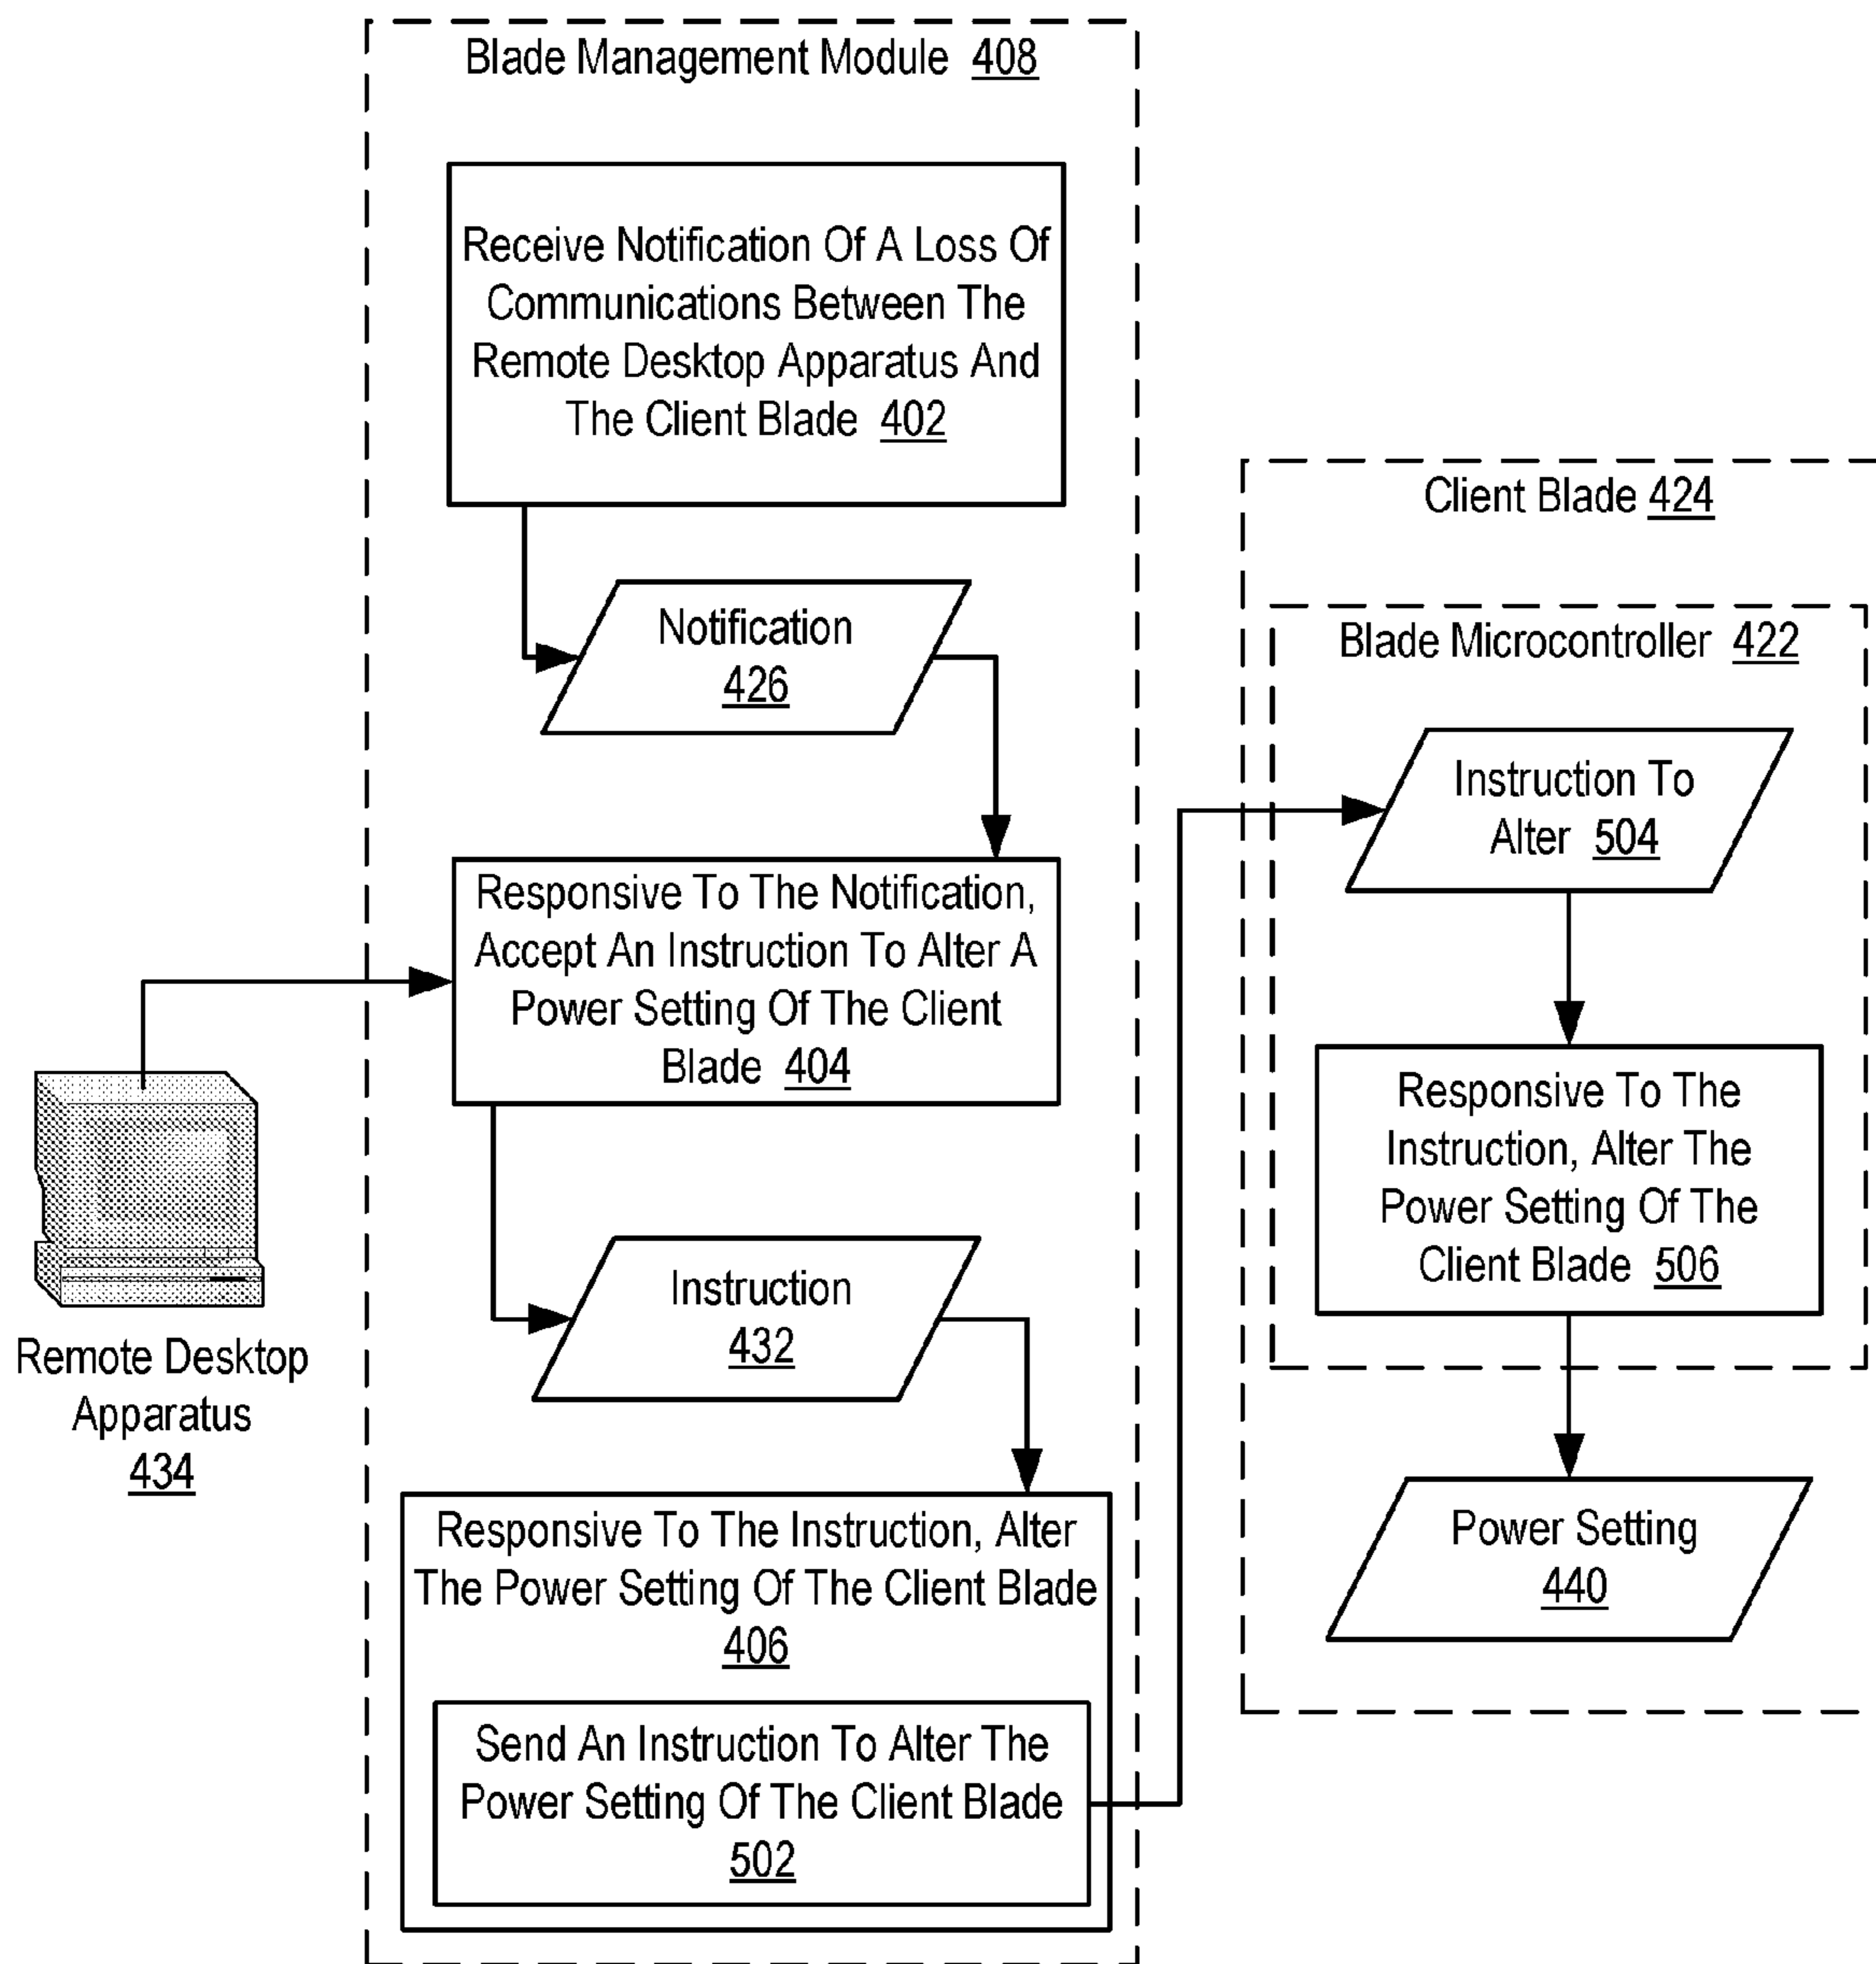 Blade Management Module 408
Receive Notification Of A Loss Of
Communications Between The
Remote Desktop Apparatus And
The Client Blade 402
Notification
426
Responsive To The Notification,
Accept An Instruction To Alter A
Power Setting Of The Client
Blade 404
Remote Desktop
Apparatus
434
Instruction
432
Responsive To The Instruction, Alter
The Power Setting Of The Client Blade
406
Send An Instruction To Alter The
Power Setting Of The Client Blade
502
Client Blade 424
Blade Microcontroller 422
Instruction To
Alter 504
Responsive To The
Instruction, Alter The
Power Setting Of The
Client Blade 506
Power Setting
440